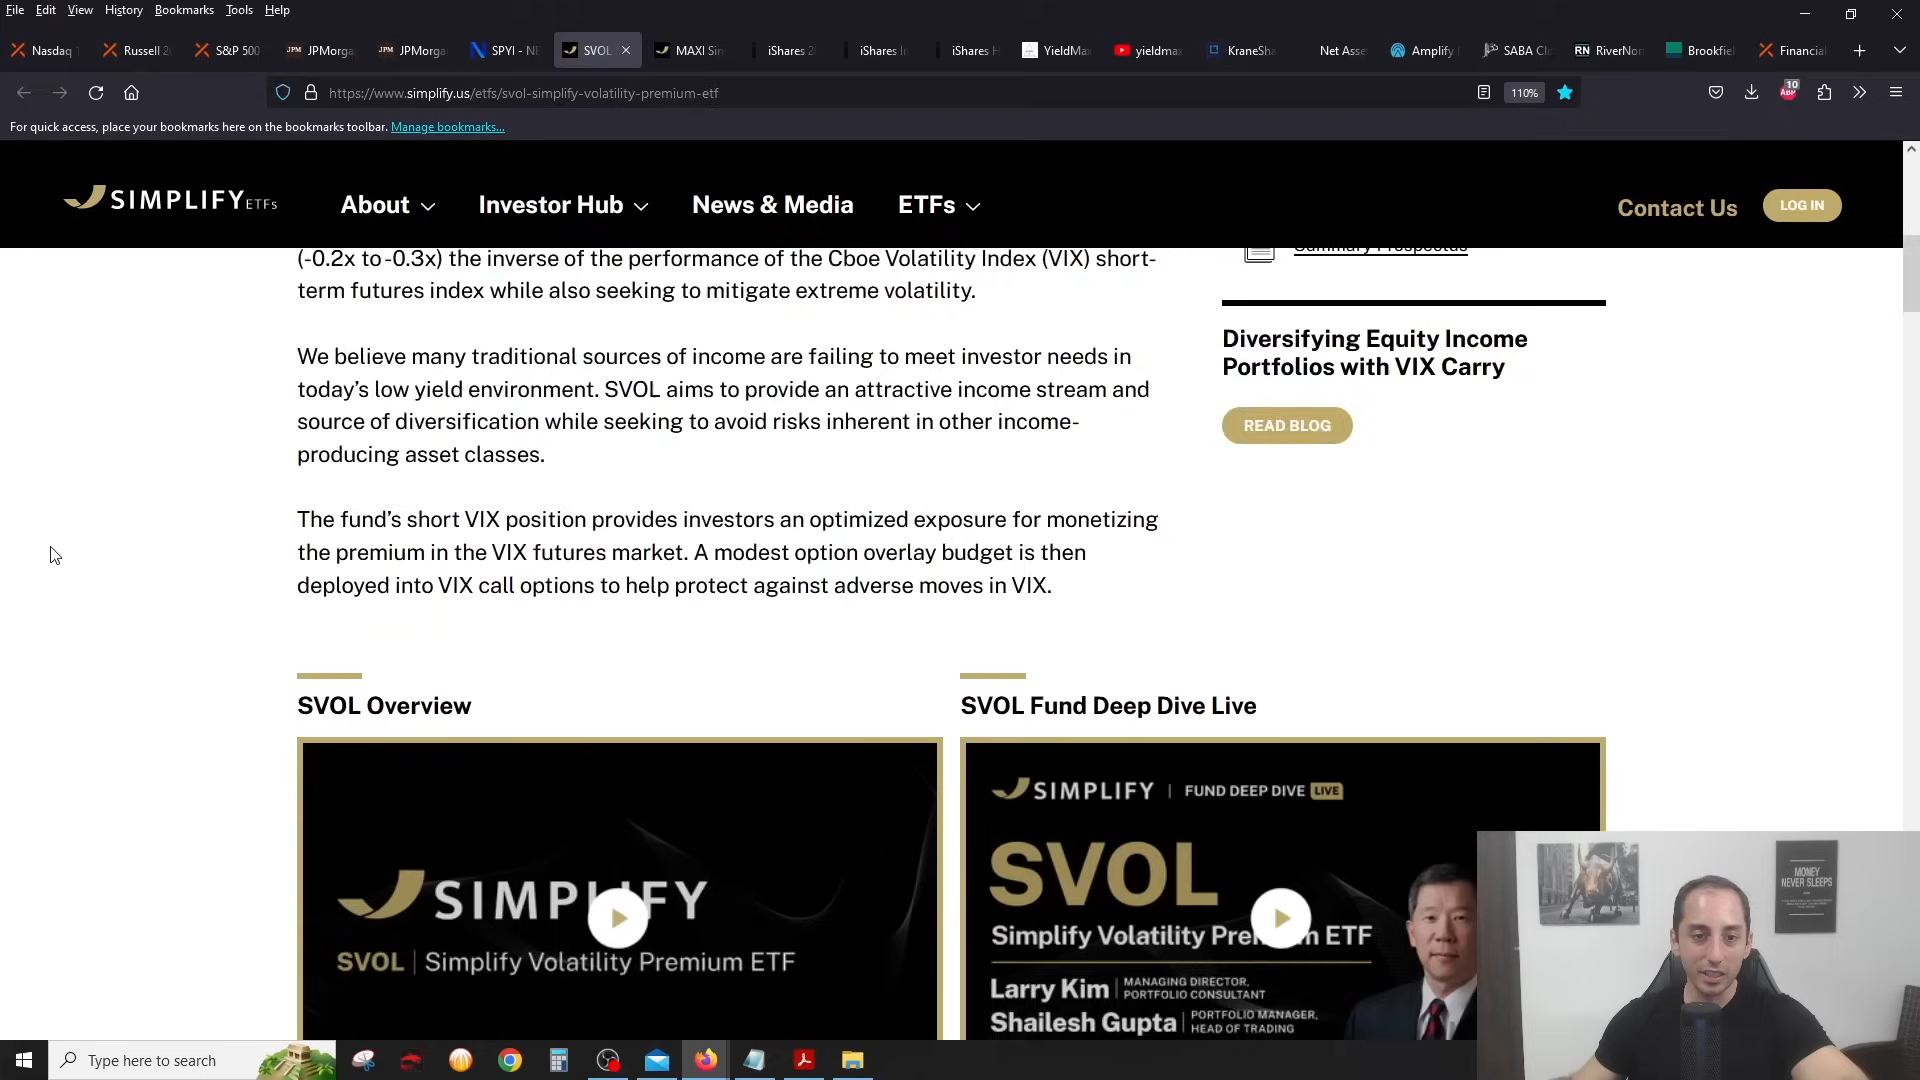 File Edit View History Bookmarks Tools Help
Nasdaq Russell 2 S&P 500 JPMorga JPMorga SPYI - NE SVOL MAXI Sim iShares 2 iShares I iShares H YieldMax yieldmax KraneSha Net Asse Amplify SABA Clo RiverNor Brookfiel Financial
https://www.simplify.us/etfs/svol-simplify-volatility-premium-etf 110% 10 ABP
For quick access, place your bookmarks here on the bookmarks toolbar. Manage bookmarks...
SIMPLIFY ETFs About Investor Hub News & Media ETFs Contact Us LOG IN
Summary Prospectus
(-0.2x to -0.3x) the inverse of the performance of the Cboe Volatility Index (VIX) short-
term futures index while also seeking to mitigate extreme volatility.
We believe many traditional sources of income are failing to meet investor needs in
today's low yield environment. SVOL aims to provide an attractive income stream and
source of diversification while seeking to avoid risks inherent in other income-
producing asset classes.
The fund's short VIX position provides investors an optimized exposure for monetizing
the premium in the VIX futures market. A modest option overlay budget is then
deployed into VIX call options to help protect against adverse moves in VIX.
Diversifying Equity Income
Portfolios with VIX Carry
READ BLOG
SVOL Overview
SIMPLIFY
SVOL | Simplify Volatility Premium ETF
SVOL Fund Deep Dive Live
SIMPLIFY | FUND DEEP DIVE LIVE
SVOL
Simplify Volatility Premium ETF
Larry Kim | MANAGING DIRECTOR,
PORTFOLIO CONSULTANT
Shailesh Gupta | PORTFOLIO MANAGER,
HEAD OF TRADING
MONEY
NEVER SLEEPS
Type here to search